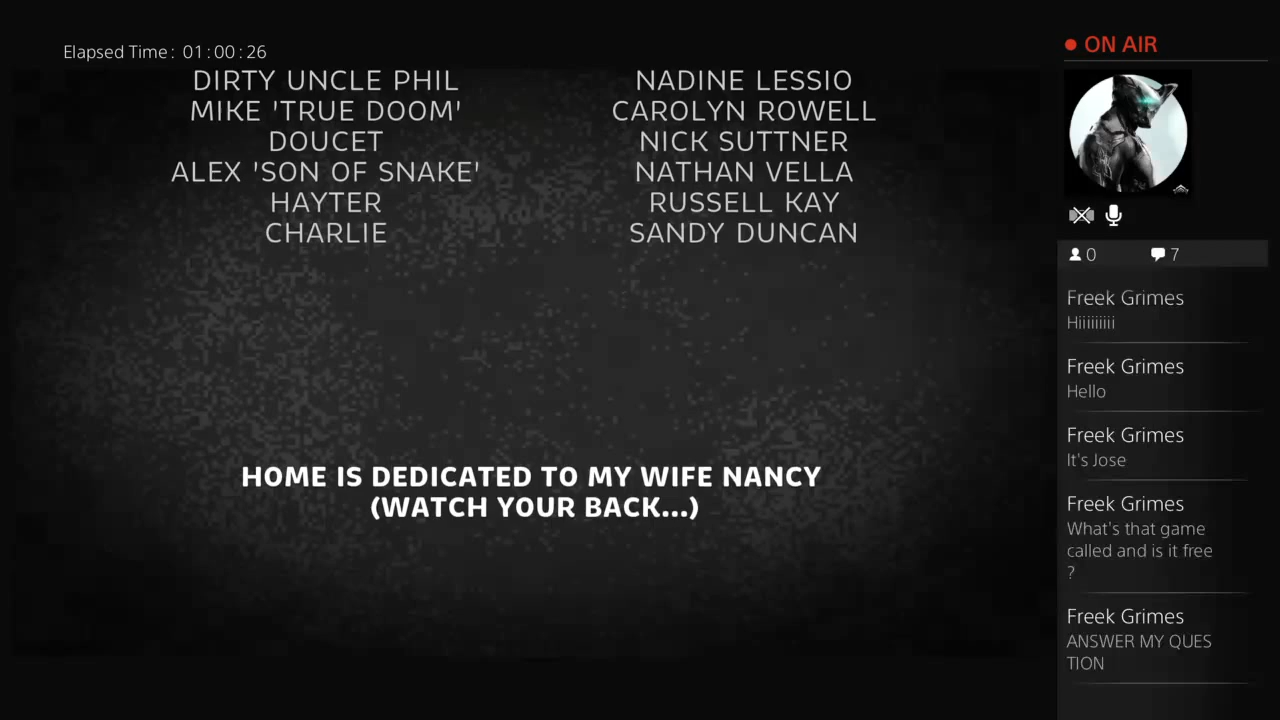 Elapsed Time: 01:00:26
DIRTY UNCLE PHIL
MIKE 'TRUE DOOM'
DOUCET
ALEX 'SON OF SNAKE'
HAYTER
CHARLIE
NADINE LESSIO
CAROLYN ROWELL
NICK SUTTNER
NATHAN VELLA
RUSSELL KAY
SANDY DUNCAN
HOME IS DEDICATED TO MY WIFE NANCY
(WATCH YOUR BACK...)
ON AIR
0
7
Freek Grimes
Hiiiiiiiii
Freek Grimes
Hello
Freek Grimes
It's Jose
Freek Grimes
What's that game
called and is it free
?
Freek Grimes
ANSWER MY QUES
TION